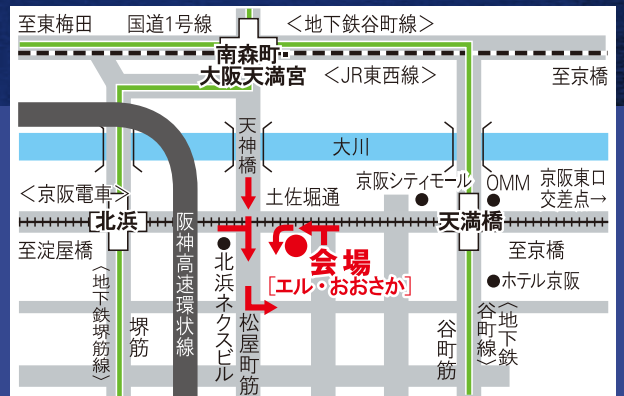 至東梅田
国道1号線
＜地下鉄谷町線＞
南森町・
大阪天満宮
＜JR東西線＞
至京橋
天神橋
大川
京阪シティモール
OMM
京阪東口
交差点→
＜京阪電車＞
土佐堀通
北浜
天満橋
至淀屋橋
阪神高速環状線
会場
［エル・おおさか］
至京橋
ホテル京阪
＜地下鉄堺筋線＞
堺筋
北浜ネクスビル
松屋町筋
谷町筋
＜地下鉄
谷町線＞